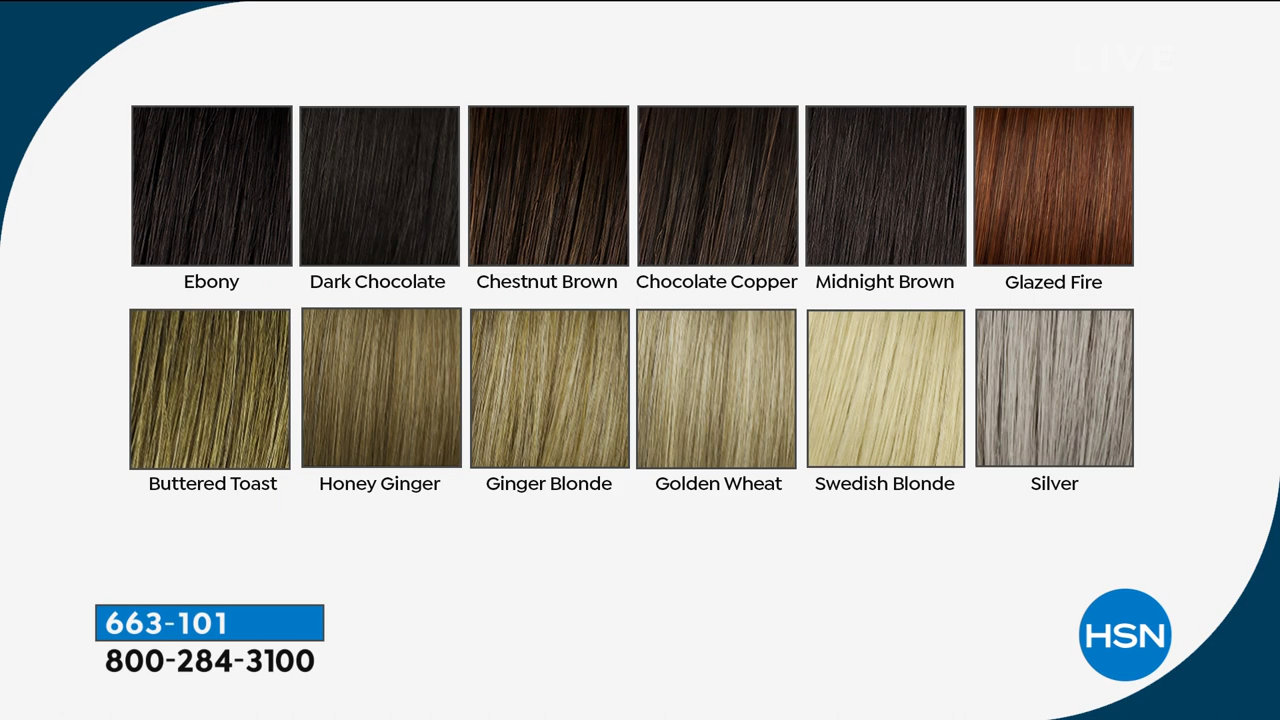 LIVE
Ebony
Dark Chocolate
Chestnut Brown
Chocolate Copper
Midnight Brown
Glazed Fire
Buttered Toast
Honey Ginger
Ginger Blonde
Golden Wheat
Swedish Blonde
Silver
663-101
800-284-3100
HSN